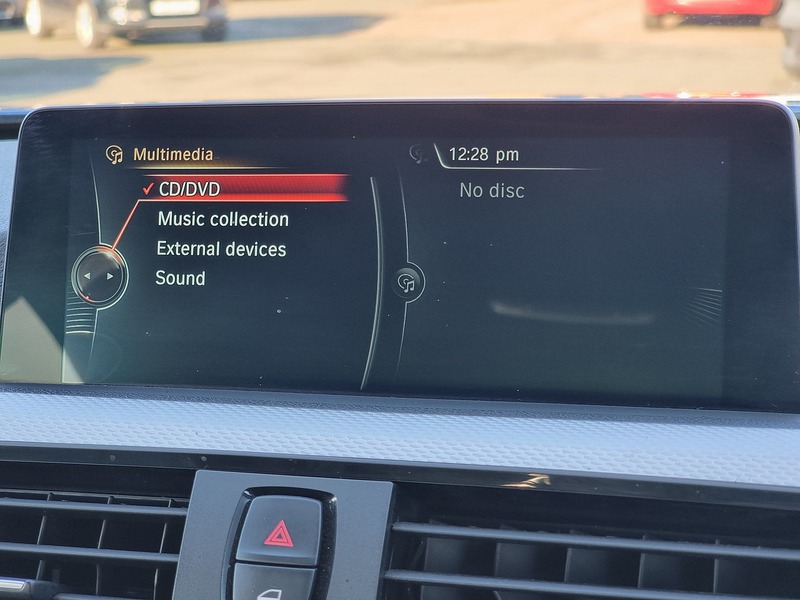 Multimedia
12:28 pm
CD/DVD
No disc
Music collection
External devices
Sound